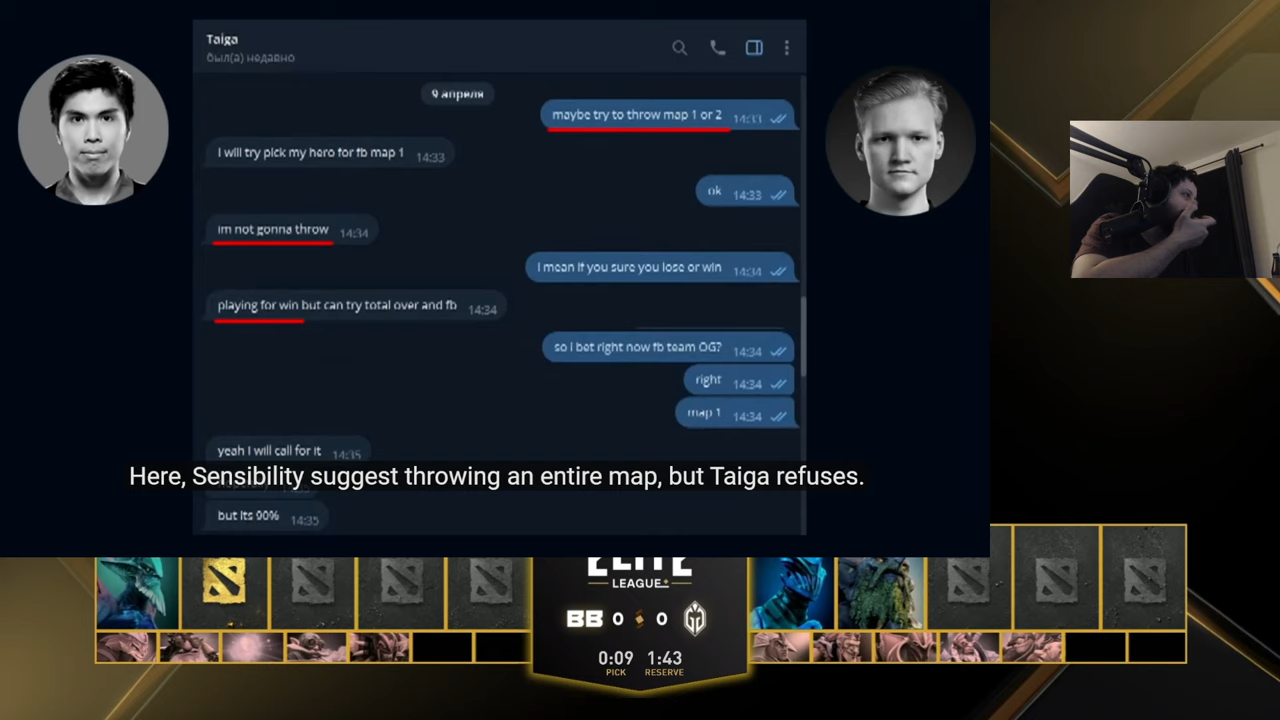 Taiga
был(а) недавно
9 апреля
maybe try to throw map 1 or 2 14:33
I will try pick my hero for fb map 1 14:33
ok 14:33
im not gonna throw 14:34
I mean if you sure you lose or win 14:34
playing for win but can try total over and fb 14:34
so I bet right now fb team OG? 14:34
right 14:34
map 1 14:34
yeah I will call for it 14:35
Here, Sensibility suggest throwing an entire map, but Taiga refuses.
but its 90% 14:35
ELITE
LEAGUE
BB 0 0
0:09 1:43
PICK RESERVE